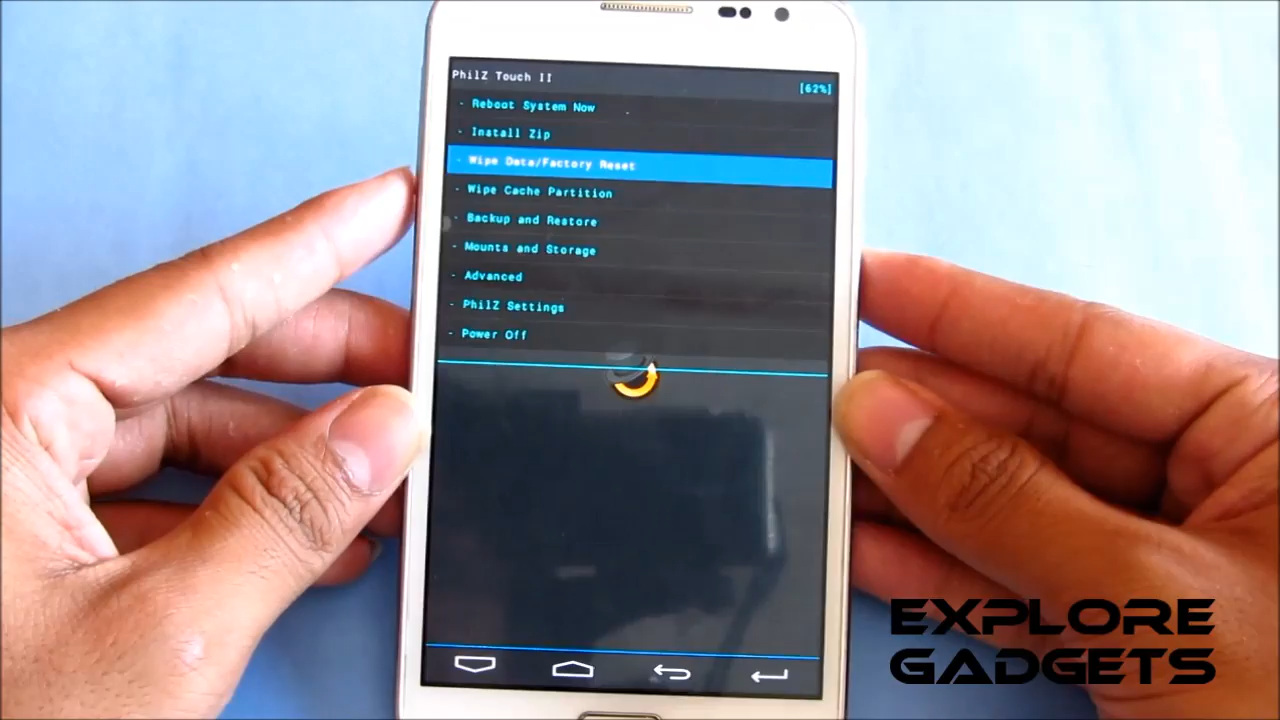 PhilZ Touch II
[62%]
- Reboot System Now
- Install Zip
- Wipe Data/Factory Reset
- Wipe Cache Partition
- Backup and Restore
- Mounts and Storage
- Advanced
- PhilZ Settings
- Power Off
EXPLORE
GADGETS